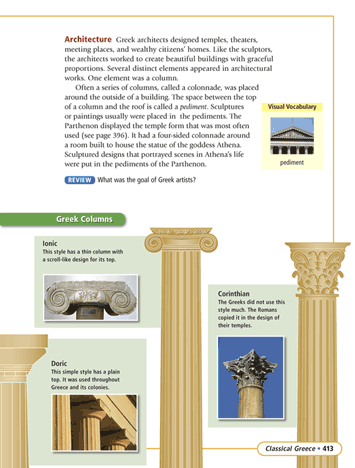 Architecture Greek architects designed temples, theaters,
meeting places, and wealthy citizens' homes. Like the sculptors,
the architects worked to create beautiful buildings with graceful
proportions. Several distinct elements appeared in architectural
works. One element was a column.
Often a series of columns, called a colonnade, was placed
around the outside of a building. The space between the top
of a column and the roof is called a pediment. Sculptures
or paintings usually were placed in the pediments. The
Parthenon displayed the temple form that was most often
used (see page 396). It had a four-sided colonnade around
a room built to house the statue of the goddess Athena.
Sculptured designs that portrayed scenes in Athena's life
were put in the pediments of the Parthenon.
Visual Vocabulary
pediment
REVIEW What was the goal of Greek artists?
Greek Columns
Ionic
This style has a thin column with
a scroll-like design for its top.
Corinthian
The Greeks did not use this
style much. The Romans
copied it in the design of
their temples.
Doric
This simple style has a plain
top. It was used throughout
Greece and its colonies.
Classical Greece • 413